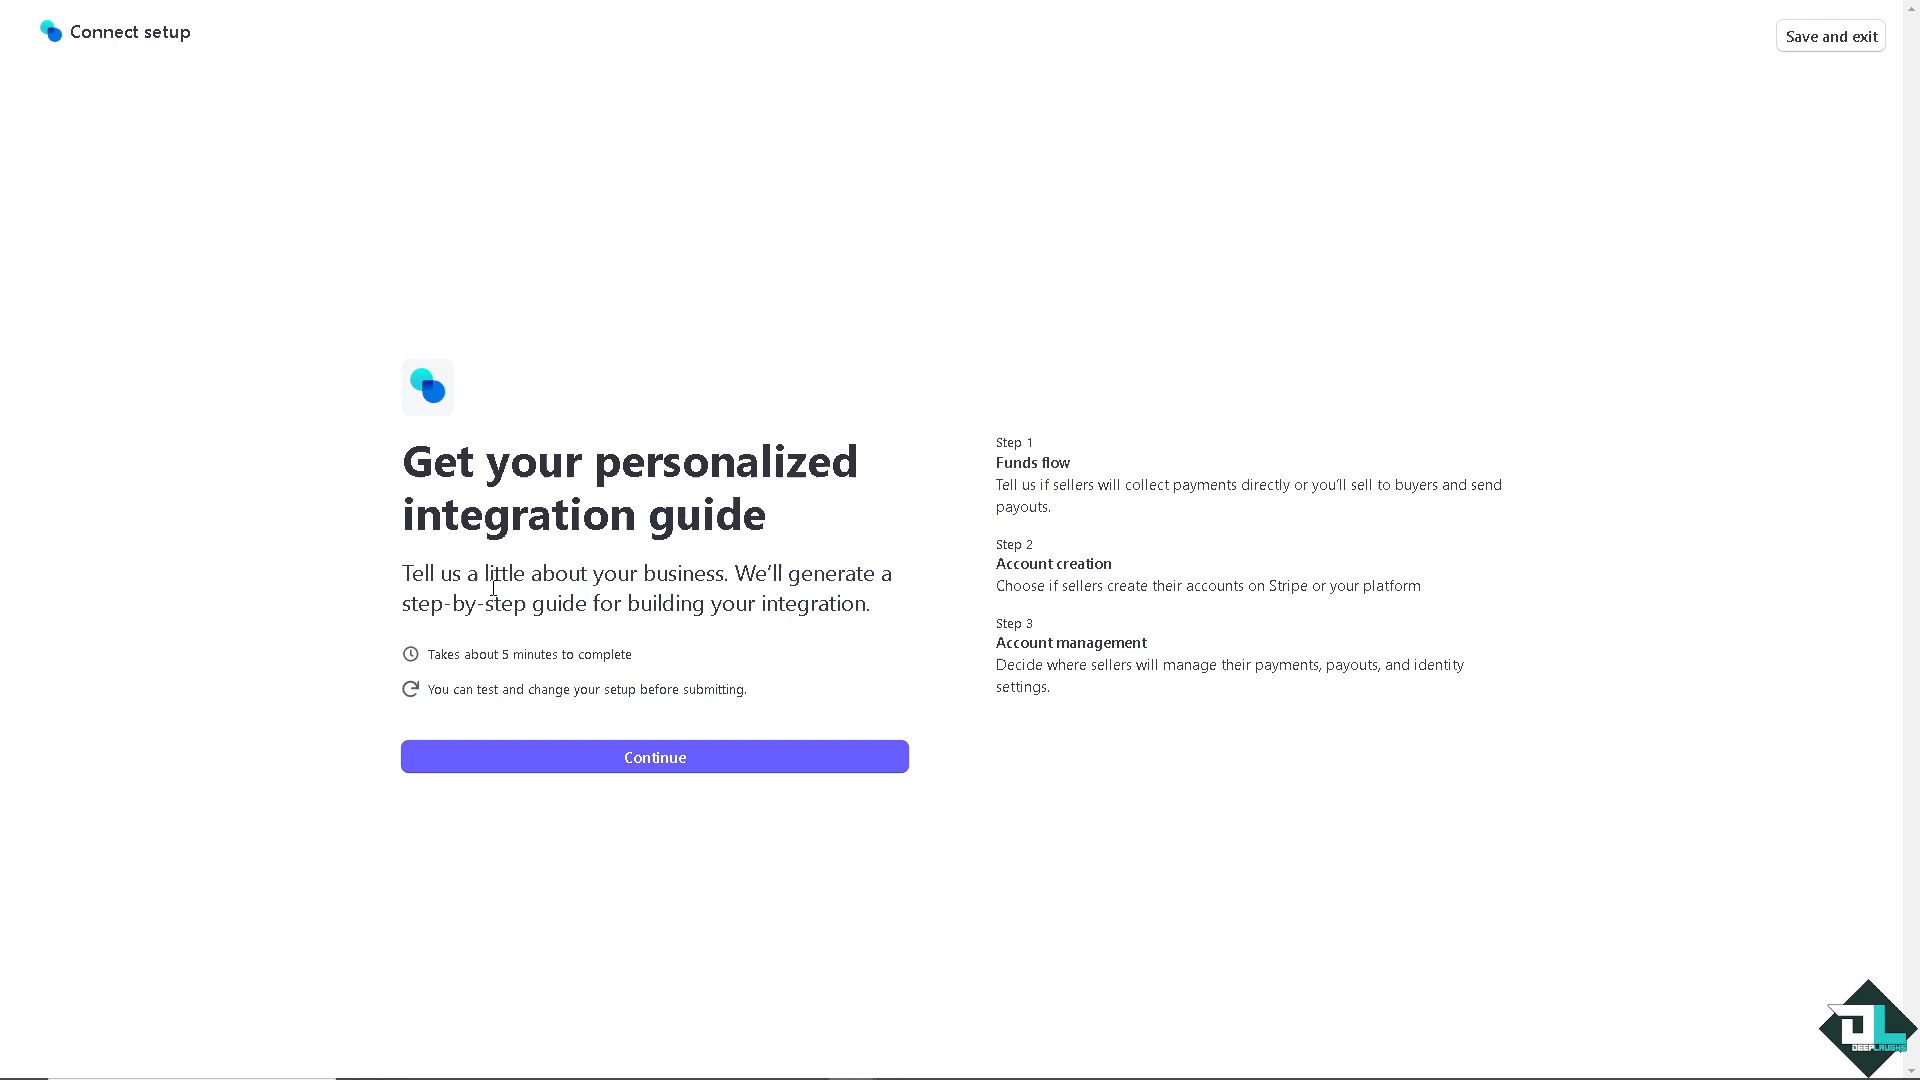 Connect setup
Save and exit
Get your personalized
integration guide
Tell us a little about your business. We'll generate a
step-by-step guide for building your integration.
Takes about 5 minutes to complete
You can test and change your setup before submitting.
Continue
Step 1
Funds flow
Tell us if sellers will collect payments directly or you'll sell to buyers and send
payouts.
Step 2
Account creation
Choose if sellers create their accounts on Stripe or your platform
Step 3
Account management
Decide where sellers will manage their payments, payouts, and identity
settings.
DL
DEEPLAUGHS